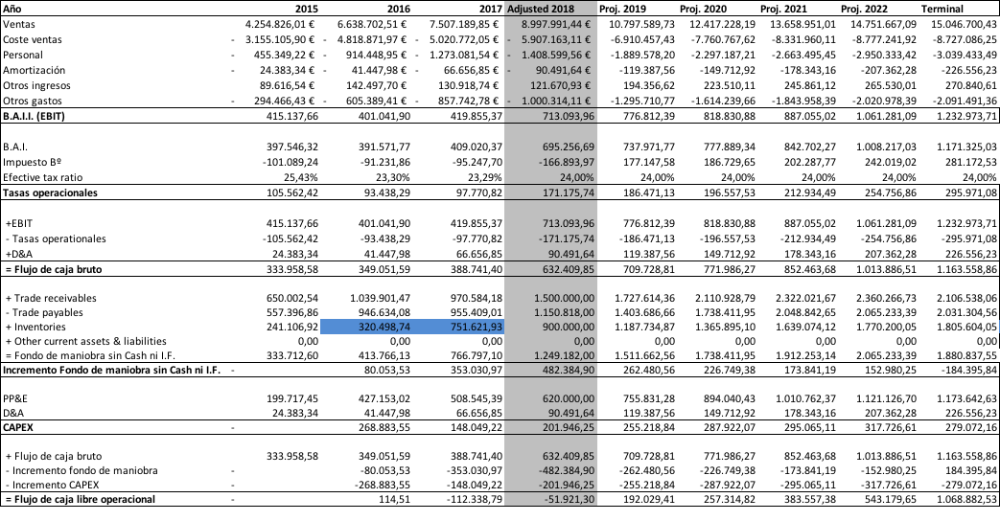 Año 2015 2016 2017 Adjusted 2018 Proj. 2019 Proj. 2020 Proj. 2021 Proj. 2022 Terminal
Ventas 4.254.826,01 € 6.638.702,51 € 7.507.189,85 € 8.997.991,44 € 10.797.589,73 12.417.228,19 13.658.951,01 14.751.667,09 15.046.700,43
Coste ventas - 3.155.105,90 € - 4.818.871,97 € - 5.020.772,05 € - 5.907.163,11 € -6.910.457,43 -7.760.767,62 -8.331.960,11 -8.777.241,92 -8.727.086,25
Personal - 455.349,22 € - 914.448,95 € - 1.273.081,54 € - 1.408.599,56 € -1.889.578,20 -2.297.187,21 -2.663.495,45 -2.950.333,42 -3.039.433,49
Amortización - 24.383,34 € - 41.447,98 € - 66.656,85 € - 90.491,64 € -119.387,56 -149.712,92 -178.343,16 -207.362,28 -226.556,23
Otros ingresos 89.616,54 € 142.497,70 € 130.918,74 € 121.670,93 € 194.356,62 223.510,11 245.861,12 265.530,01 270.840,61
Otros gastos - 294.466,43 € - 605.389,41 € - 857.742,78 € - 1.000.314,11 € -1.295.710,77 -1.614.239,66 -1.843.958,39 -2.020.978,39 -2.091.491,36
B.A.I.I. (EBIT) 415.137,66 401.041,90 419.855,37 713.093,96 776.812,39 818.830,88 887.055,02 1.061.281,09 1.232.973,71
B.A.I. 397.546,32 391.571,77 409.020,37 695.256,69 737.971,77 777.889,34 842.702,27 1.008.217,03 1.171.325,03
Impuesto Bº -101.089,24 -91.231,86 -95.247,70 -166.893,97 177.147,58 186.729,65 202.287,77 242.019,02 281.172,53
Efective tax ratio 25,43% 23,30% 23,29% 24,00% 24,00% 24,00% 24,00% 24,00% 24,00%
Tasas operacionales 105.562,42 93.438,29 97.770,82 171.175,74 186.471,13 196.557,53 212.934,49 254.756,86 295.971,08
+EBIT 415.137,66 401.041,90 419.855,37 713.093,96 776.812,39 818.830,88 887.055,02 1.061.281,09 1.232.973,71
- Tasas operationales -105.562,42 -93.438,29 -97.770,82 -171.175,74 -186.471,13 -196.557,53 -212.934,49 -254.756,86 -295.971,08
+D&A 24.383,34 41.447,98 66.656,85 90.491,64 119.387,56 149.712,92 178.343,16 207.362,28 226.556,23
= Flujo de caja bruto 333.958,58 349.051,59 388.741,40 632.409,85 709.728,81 771.986,27 852.463,68 1.013.886,51 1.163.558,86
+ Trade receivables 650.002,54 1.039.901,47 970.584,18 1.500.000,00 1.727.614,36 2.110.928,79 2.322.021,67 2.360.266,73 2.106.538,06
- Trade payables 557.396,86 946.634,08 955.409,01 1.150.818,00 1.403.686,66 1.738.411,95 2.048.842,65 2.065.233,39 2.031.304,56
+ Inventories 241.106,92 320.498,74 751.621,93 900.000,00 1.187.734,87 1.365.895,10 1.639.074,12 1.770.200,05 1.805.604,05
+ Other current assets & liabilities 0,00 0,00 0,00 0,00 0,00 0,00 0,00 0,00 0,00
= Fondo de maniobra sin Cash ni I.F. 333.712,60 413.766,13 766.797,10 1.249.182,00 1.511.662,56 1.738.411,95 1.912.253,14 2.065.233,39 1.880.837,55
Incremento Fondo de maniobra sin Cash ni I.F. - 80.053,53 353.030,97 482.384,90 262.480,56 226.749,38 173.841,19 152.980,25 -184.395,84
PP&E 199.717,45 427.153,02 508.545,39 620.000,00 755.831,28 894.040,43 1.010.762,37 1.121.126,70 1.173.642,63
D&A 24.383,34 41.447,98 66.656,85 90.491,64 119.387,56 149.712,92 178.343,16 207.362,28 226.556,23
CAPEX - 268.883,55 148.049,22 201.946,25 255.218,84 287.922,07 295.065,11 317.726,61 279.072,16
+ Flujo de caja bruto 333.958,58 349.051,59 388.741,40 632.409,85 709.728,81 771.986,27 852.463,68 1.013.886,51 1.163.558,86
- Incremento fondo de maniobra - -80.053,53 -353.030,97 -482.384,90 -262.480,56 -226.749,38 -173.841,19 -152.980,25 184.395,84
- Incremento CAPEX - -268.883,55 -148.049,22 -201.946,25 -255.218,84 -287.922,07 -295.065,11 -317.726,61 -279.072,16
= Flujo de caja libre operacional - 114,51 -112.338,79 -51.921,30 192.029,41 257.314,82 383.557,38 543.179,65 1.068.882,53